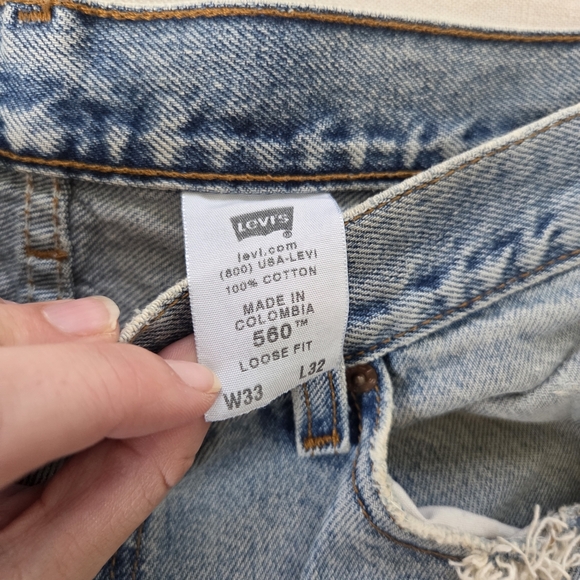 Levi's
®
levi.com
(800) USA-LEVI
100% COTTON
MADE IN
COLOMBIA
560™
LOOSE FIT
W33 L32